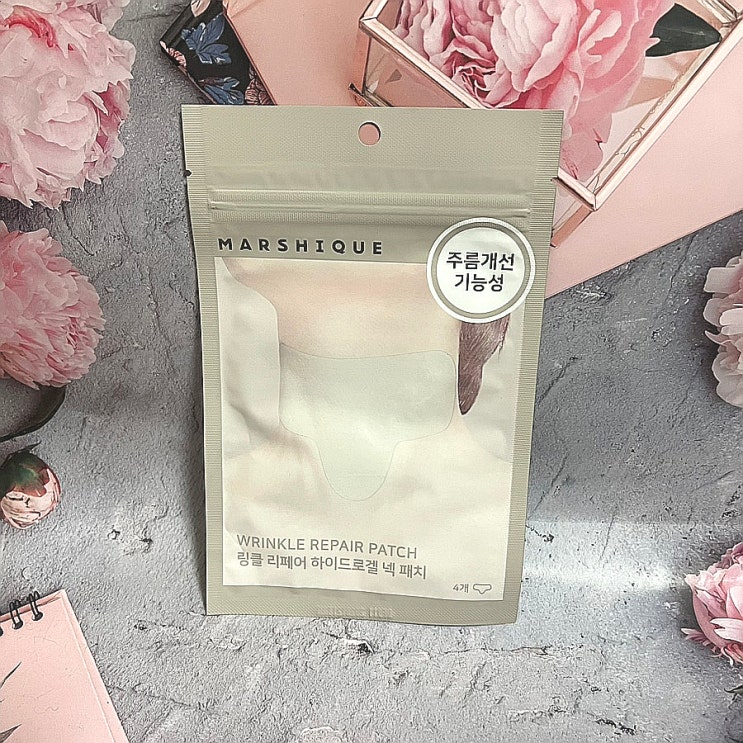 MARSHIQUE
주름개선
기능성
WRINKLE REPAIR PATCH
링클 리페어 하이드로겔 넥 패치
4개